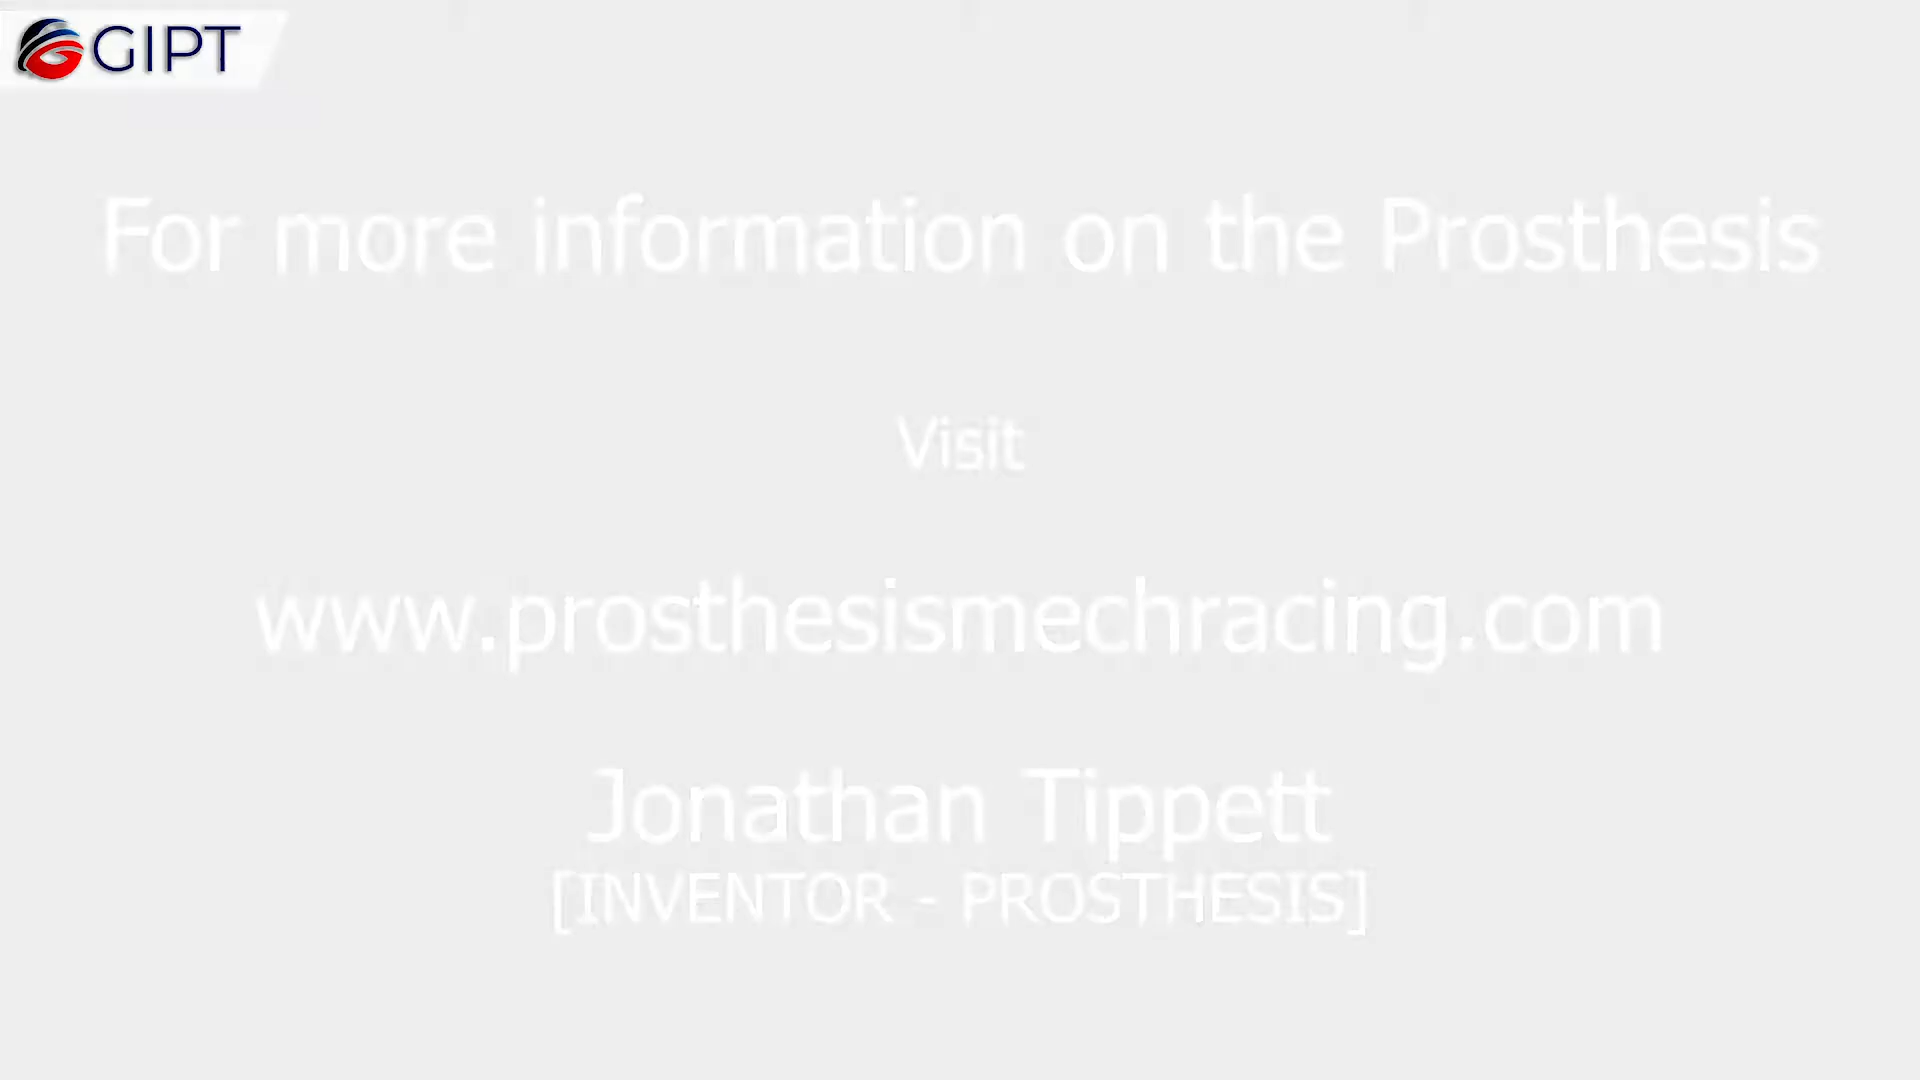 GIPT
For more information on the Prosthesis
Visit
www.prosthesismechracing.com
Jonathan Tippett
[INVENTOR - PROSTHESIS]